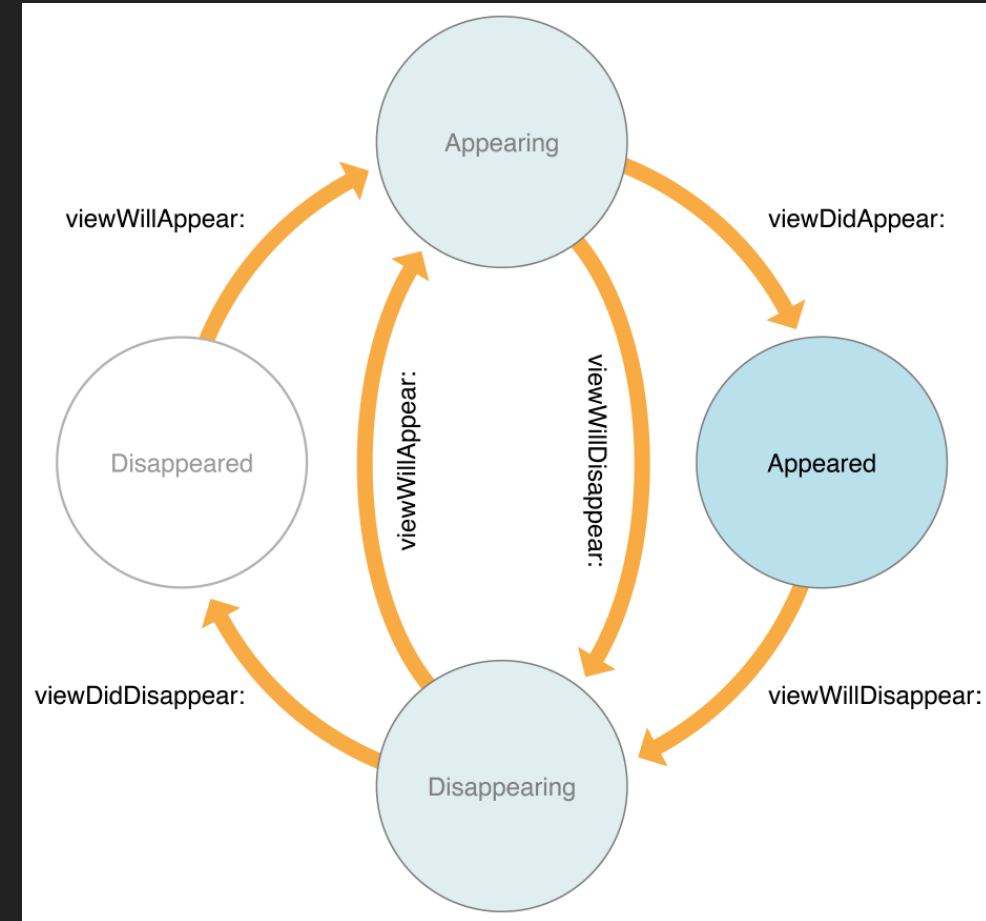 Appearing
viewWillAppear:
viewDidAppear:
viewWillAppear:
viewWillDisappear:
Disappeared
Appeared
viewDidDisappear:
viewWillDisappear:
Disappearing